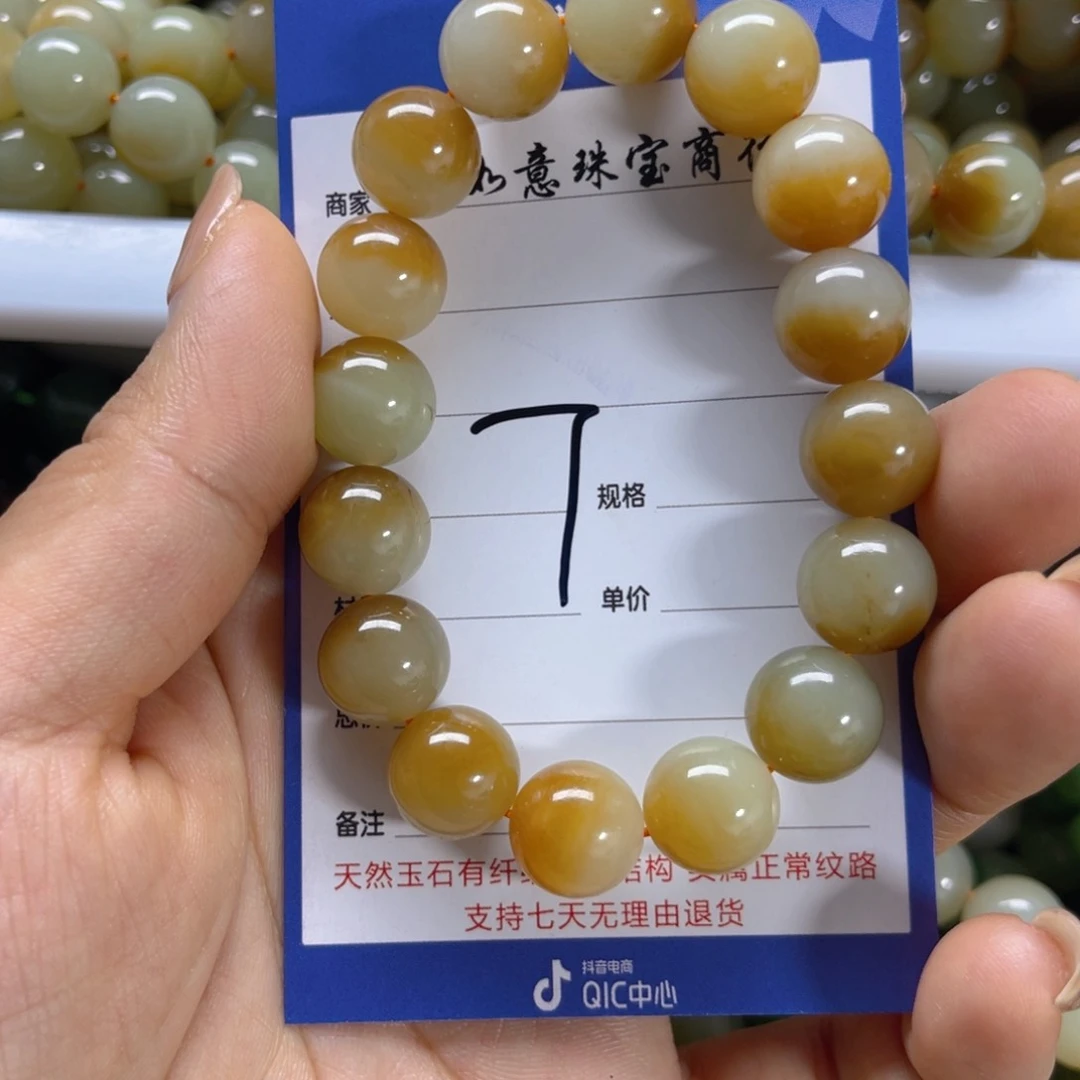 商家 如意珠宝商行
7
规格
单价
备注
天然玉石有纤 结构 实属正常纹路
支持七天无理由退货
抖音电商
QIC中心